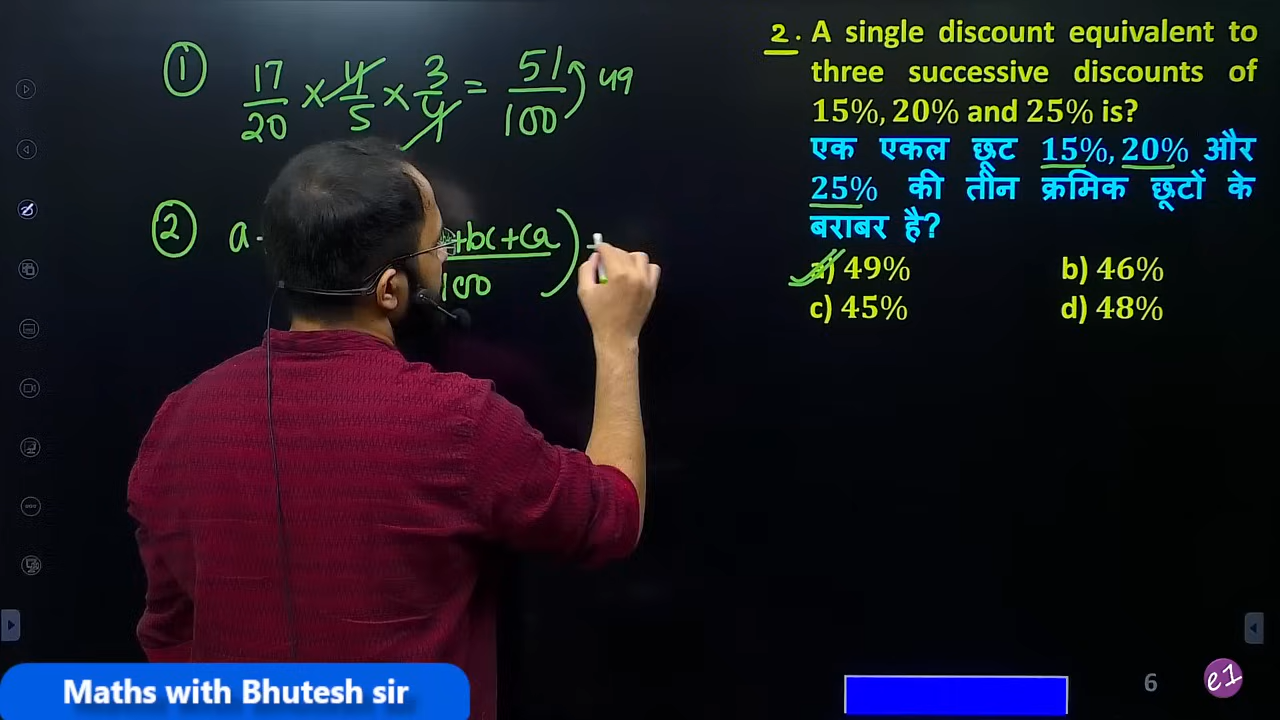 ① 17/20 × 4/5 × 3/4 = 51/100 49
② a - +bc+ca) /100
2. A single discount equivalent to
three successive discounts of
15%, 20% and 25% is?
एक एकल छूट 15%, 20% और
25% की तीन क्रमिक छूटों के
बराबर है?
a) 49% b) 46%
c) 45% d) 48%
Maths with Bhutesh sir
6 e1